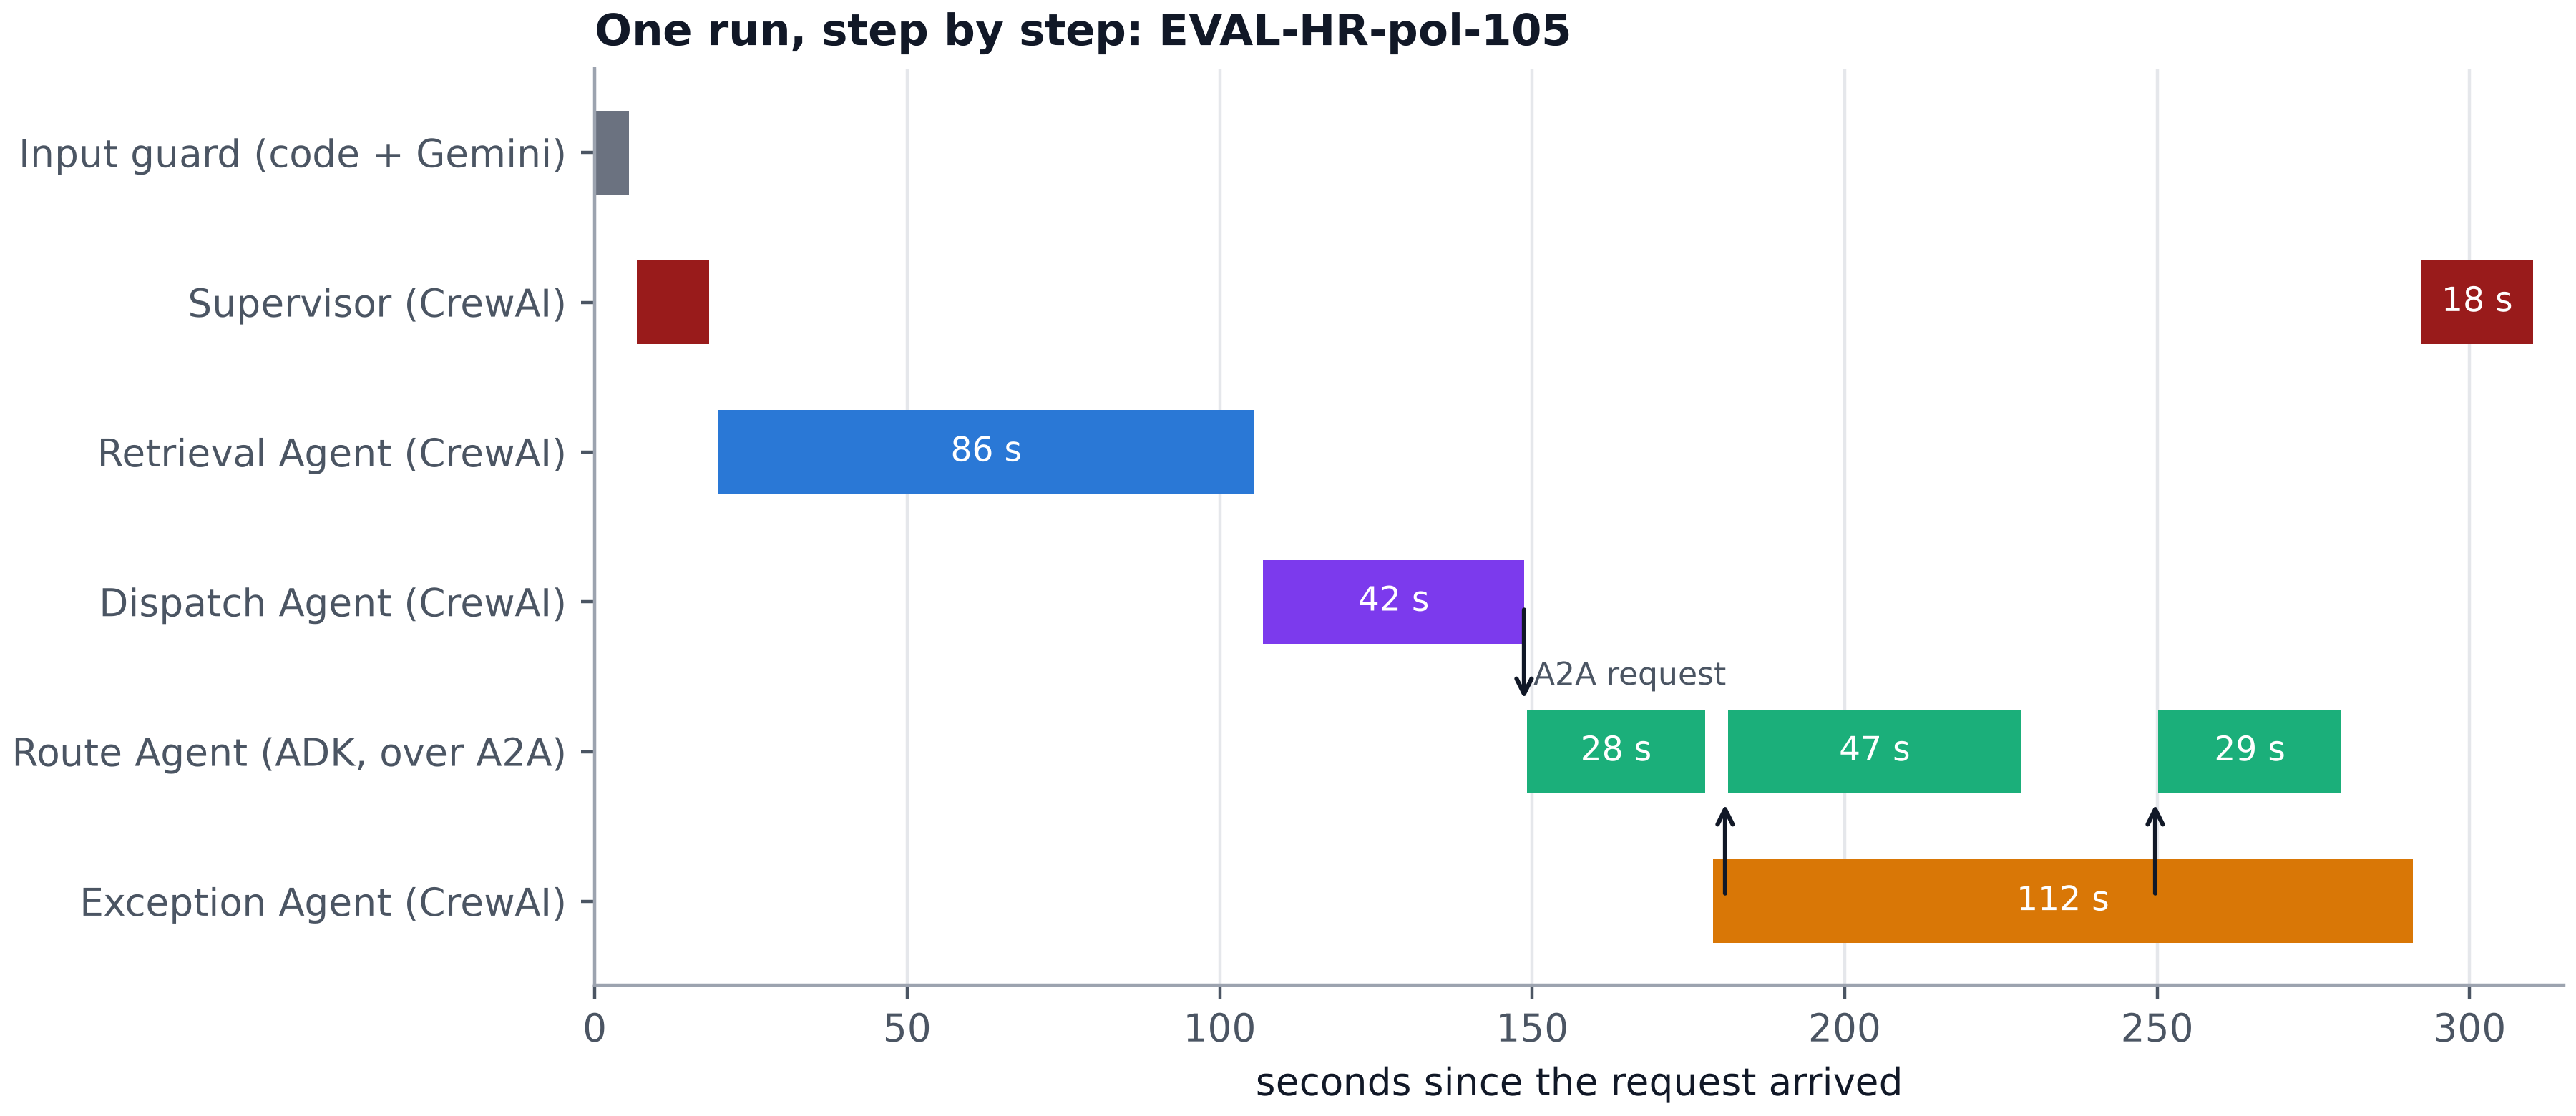 One run, step by step: EVAL-HR-pol-105
Input guard (code + Gemini)
Supervisor (CrewAI)
18 s
Retrieval Agent (CrewAI)
86 s
Dispatch Agent (CrewAI)
42 s
A2A request
Route Agent (ADK, over A2A)
28 s
47 s
29 s
Exception Agent (CrewAI)
112 s
0
50
100
150
200
250
300
seconds since the request arrived